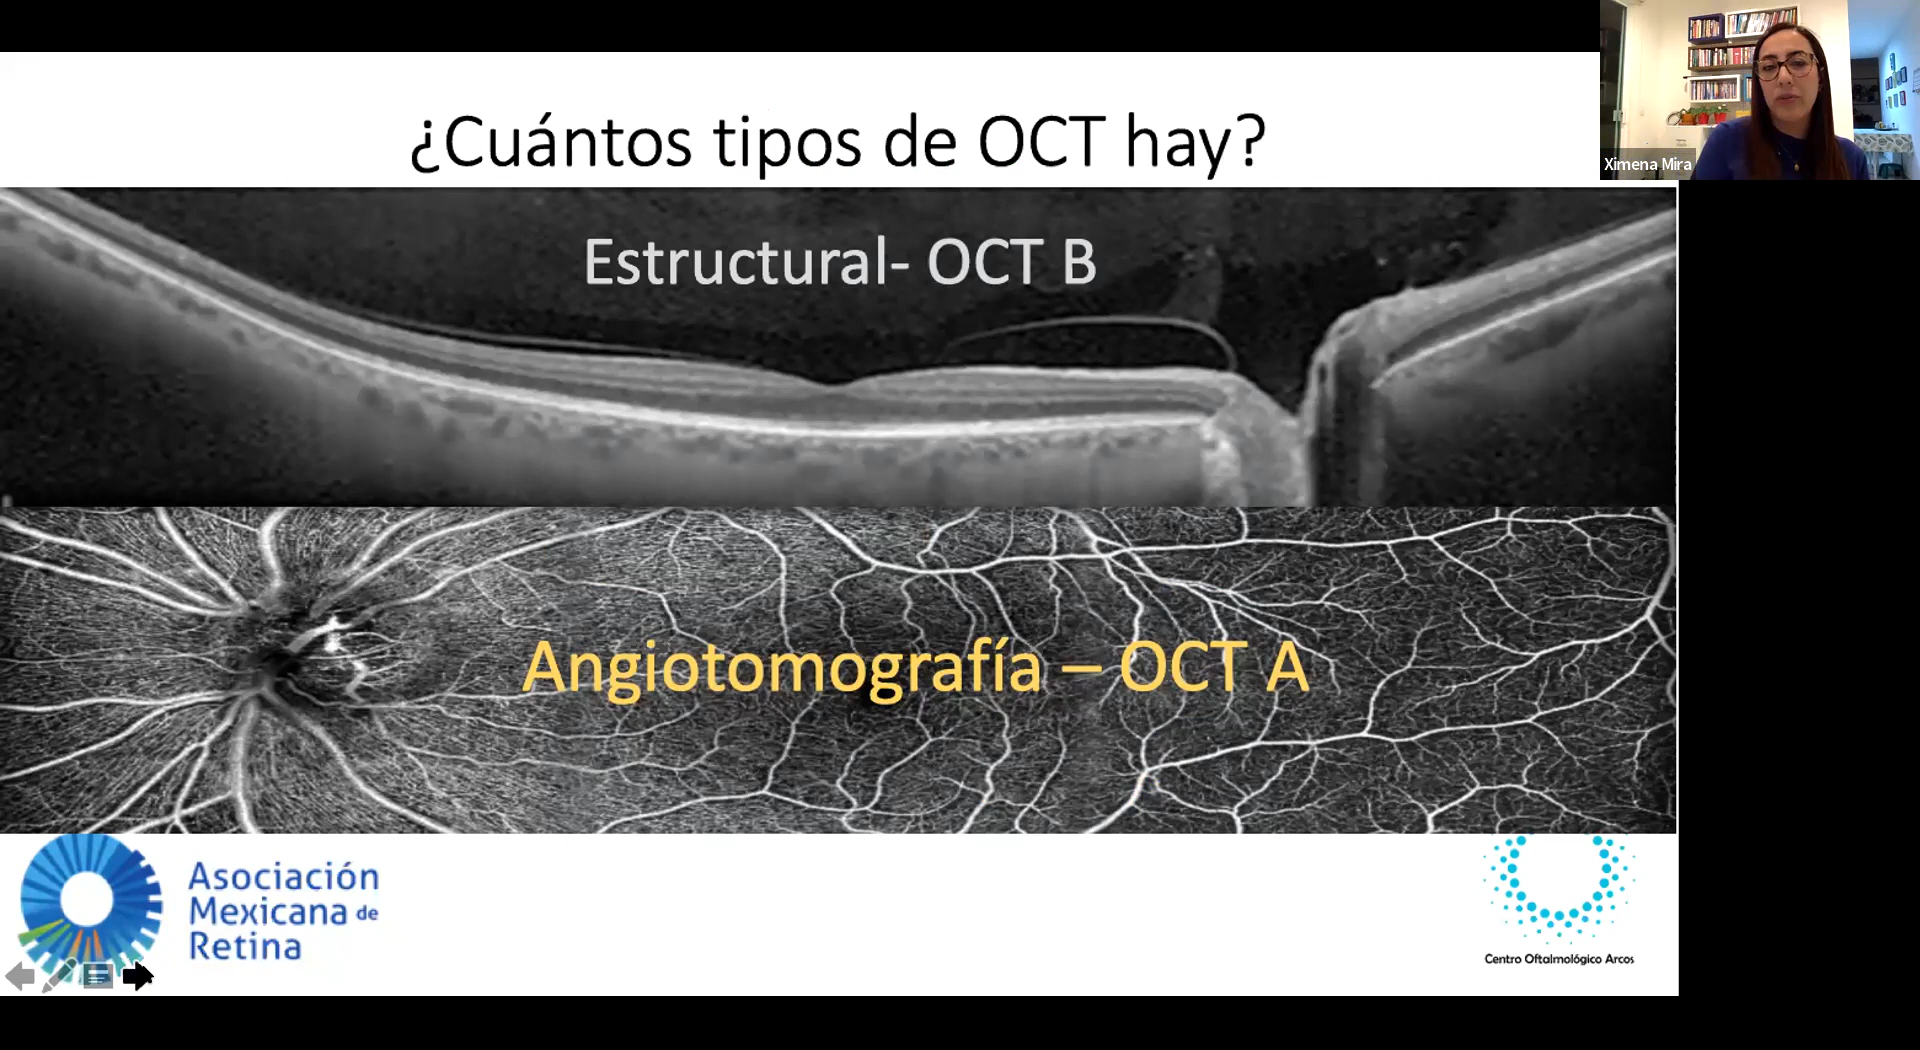 ¿Cuántos tipos de OCT hay?
Ximena Mira
Estructural- OCT B
Angiotomografía – OCT A
Asociación
Mexicana de
Retina
Centro Oftalmológico Arcos